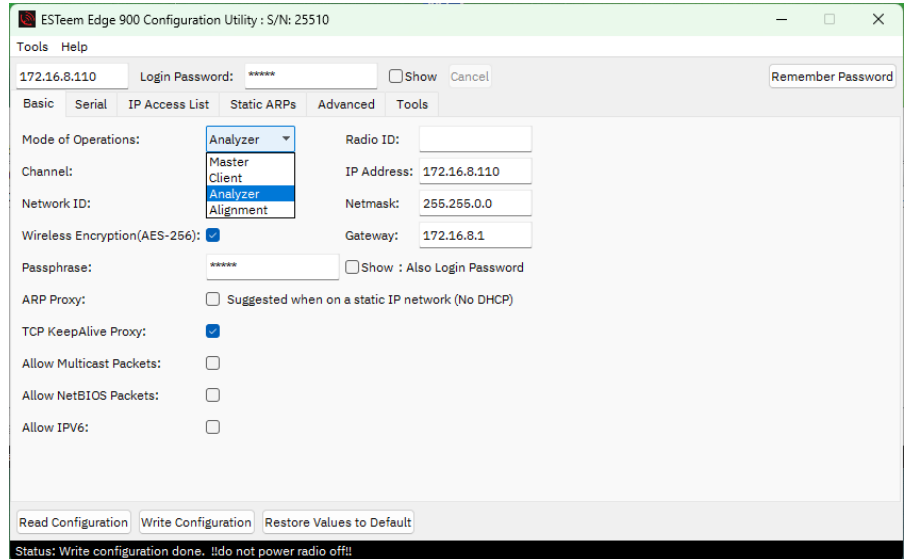 ESTeem Edge 900 Configuration Utility : S/N: 25510
Tools Help
172.16.8.110 Login Password: ***** Show Cancel Remember Password
Basic Serial IP Access List Static ARPs Advanced Tools
Mode of Operations: Analyzer Radio ID:
Master
Channel: Client IP Address: 172.16.8.110
Analyzer
Network ID: Alignment Netmask: 255.255.0.0
Wireless Encryption(AES-256): Gateway: 172.16.8.1
Passphrase: ***** Show : Also Login Password
ARP Proxy: Suggested when on a static IP network (No DHCP)
TCP KeepAlive Proxy:
Allow Multicast Packets:
Allow NetBIOS Packets:
Allow IPV6:
Read Configuration Write Configuration Restore Values to Default
Status: Write configuration done. !!do not power radio off!!